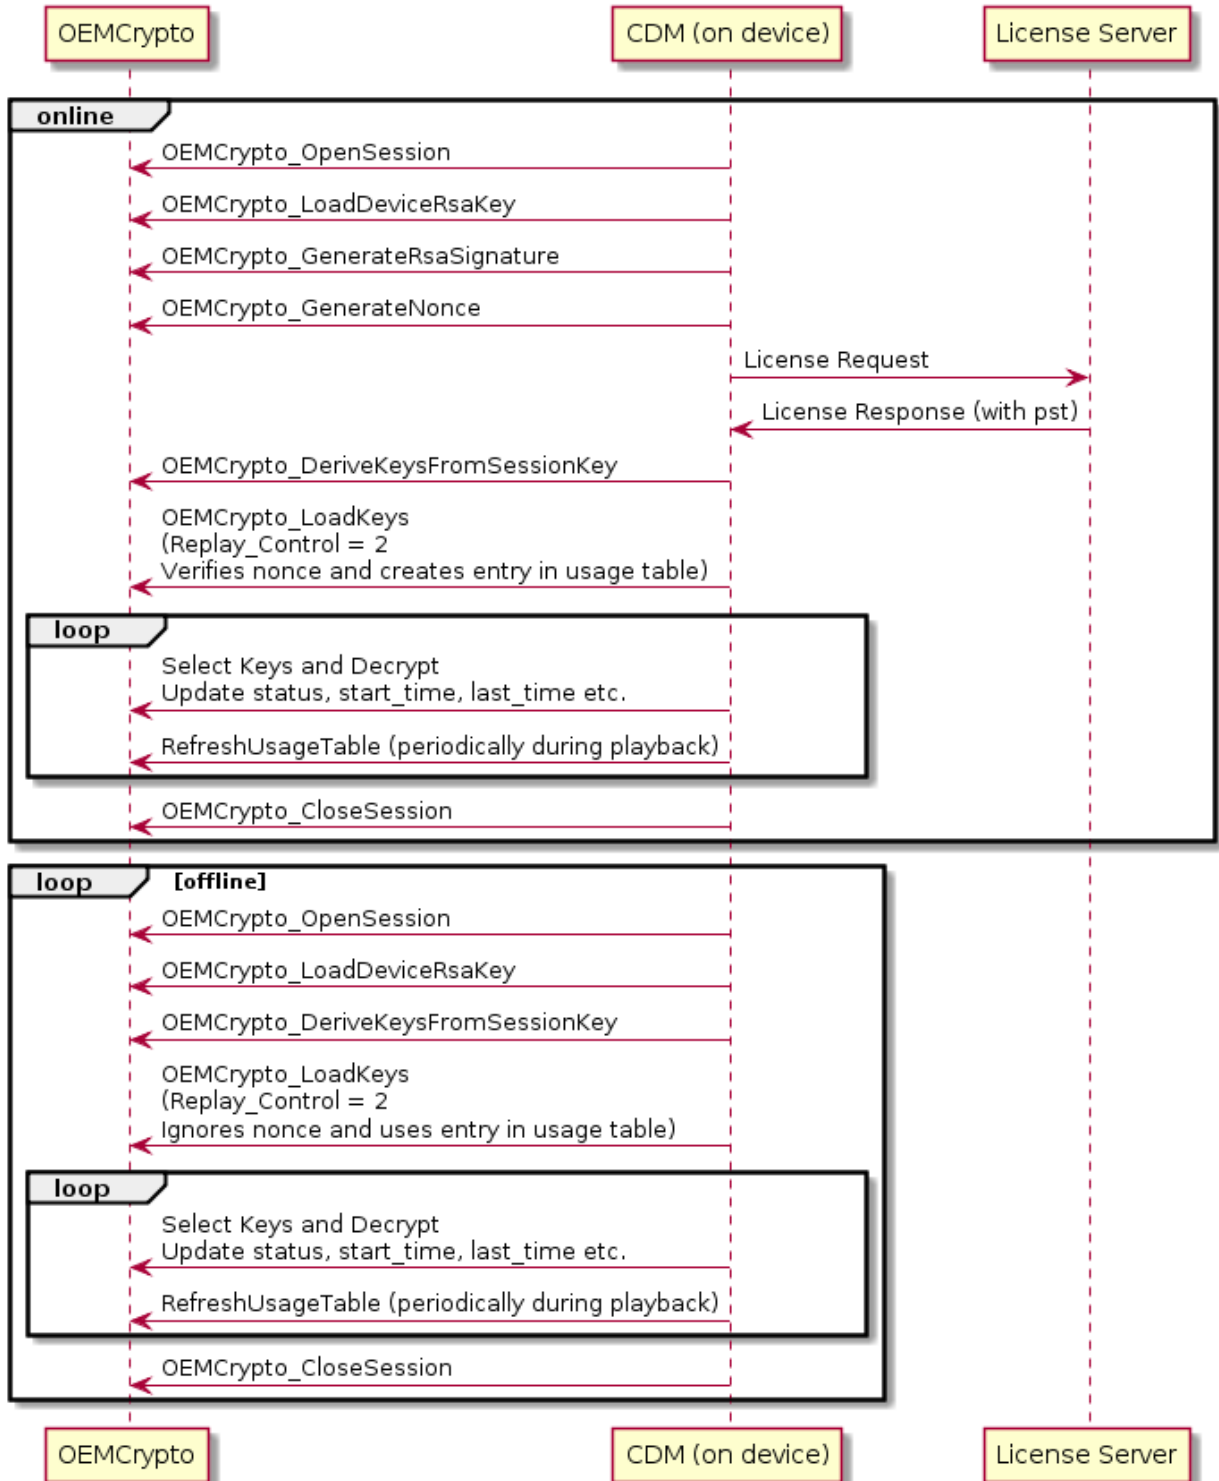 OEMCrypto
CDM (on device)
License Server
online
OEMCrypto_OpenSession
OEMCrypto_LoadDeviceRsaKey
OEMCrypto_GenerateRsaSignature
OEMCrypto_GenerateNonce
License Request
License Response (with pst)
OEMCrypto_DeriveKeysFromSessionKey
OEMCrypto_LoadKeys
(Replay_Control = 2
Verifies nonce and creates entry in usage table)
loop
Select Keys and Decrypt
Update status, start_time, last_time etc.
RefreshUsageTable (periodically during playback)
OEMCrypto_CloseSession
loop [offline]
OEMCrypto_OpenSession
OEMCrypto_LoadDeviceRsaKey
OEMCrypto_DeriveKeysFromSessionKey
OEMCrypto_LoadKeys
(Replay_Control = 2
Ignores nonce and uses entry in usage table)
loop
Select Keys and Decrypt
Update status, start_time, last_time etc.
RefreshUsageTable (periodically during playback)
OEMCrypto_CloseSession
OEMCrypto
CDM (on device)
License Server